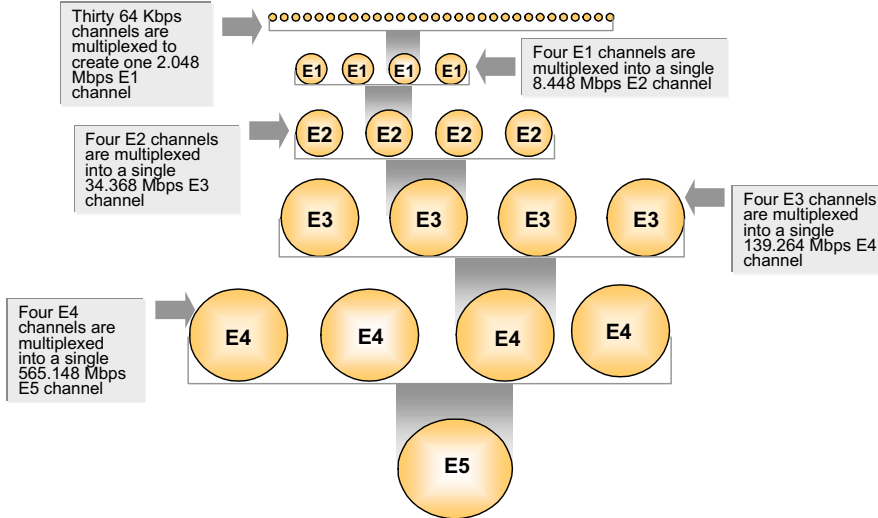 Thirty 64 Kbps
channels are
multiplexed to
create one 2.048
Mbps E1
channel
E1 E1 E1 E1
Four E1 channels are
multiplexed into a single
8.448 Mbps E2 channel
Four E2 channels
are multiplexed
into a single
34.368 Mbps E3
channel
E2 E2 E2 E2
E3 E3 E3 E3
Four E3 channels
are multiplexed
into a single
139.264 Mbps E4
channel
Four E4
channels are
multiplexed
into a single
565.148 Mbps
E5 channel
E4 E4 E4 E4
E5